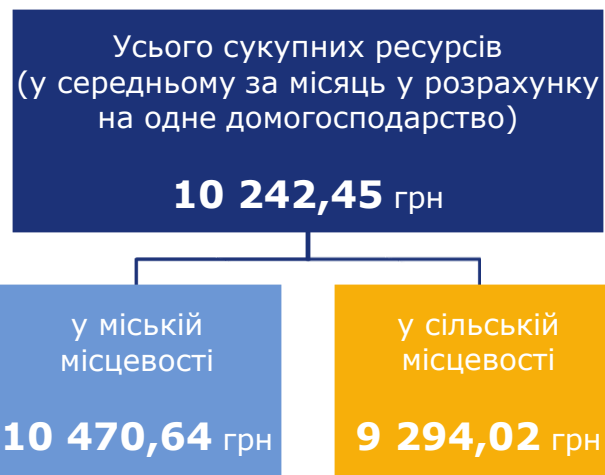 Усього сукупних ресурсів
(у середньому за місяць у розрахунку
на одне домогосподарство)
10 242,45 грн
у міській
місцевості
10 470,64 грн
у сільській
місцевості
9 294,02 грн